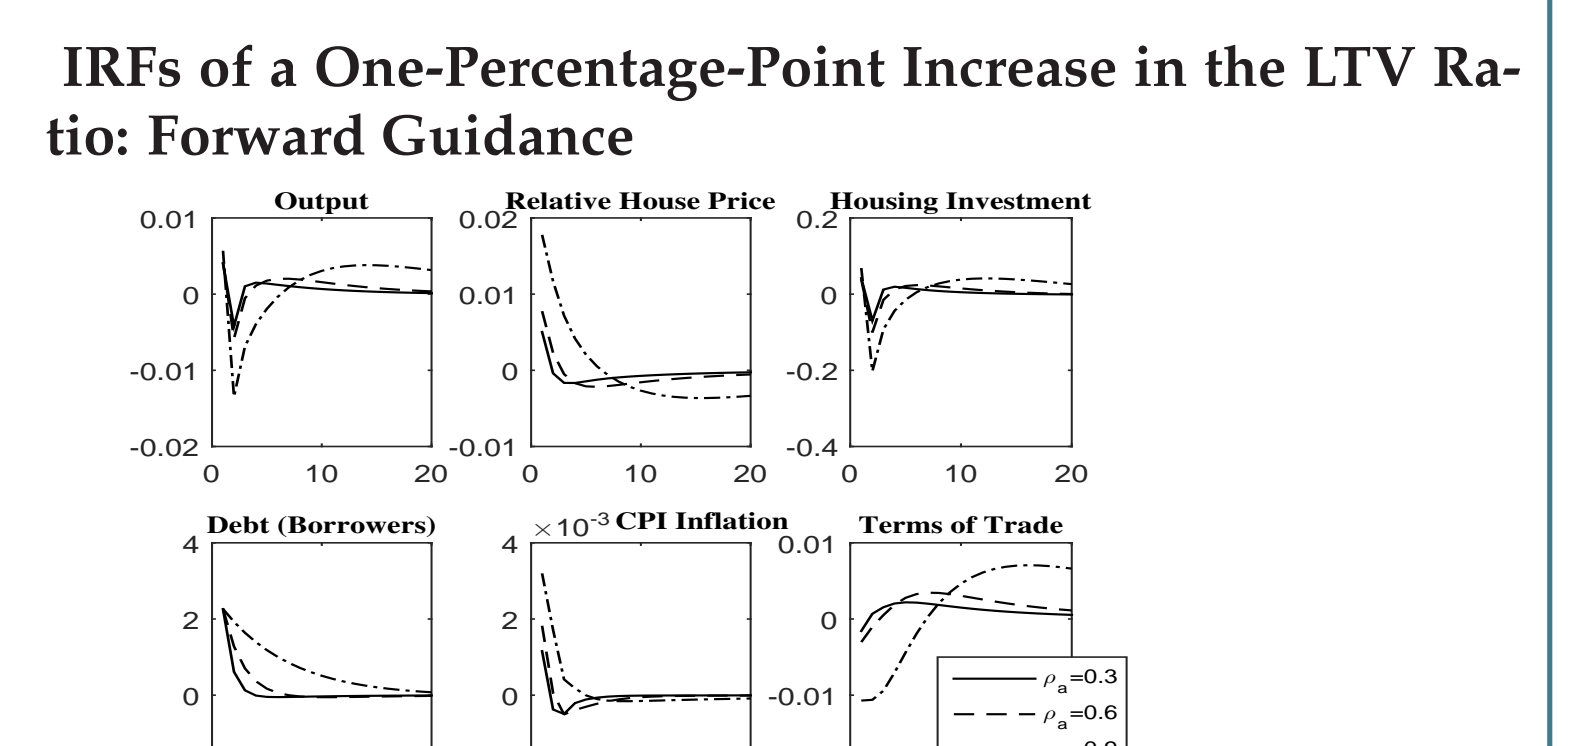 IRFs of a One-Percentage-Point Increase in the LTV Ra-
tio: Forward Guidance
Output Relative House Price Housing Investment
0.01 0.02 0.2
0 0.01 0
-0.01 0 -0.2
-0.02 -0.01 -0.4
0 10 20 0 10 20 0 10 20
Debt (Borrowers) ×10⁻³ CPI Inflation Terms of Trade
4 4 0.01
2 2 0
0 0 -0.01
ρₐ=0.3
ρₐ=0.6